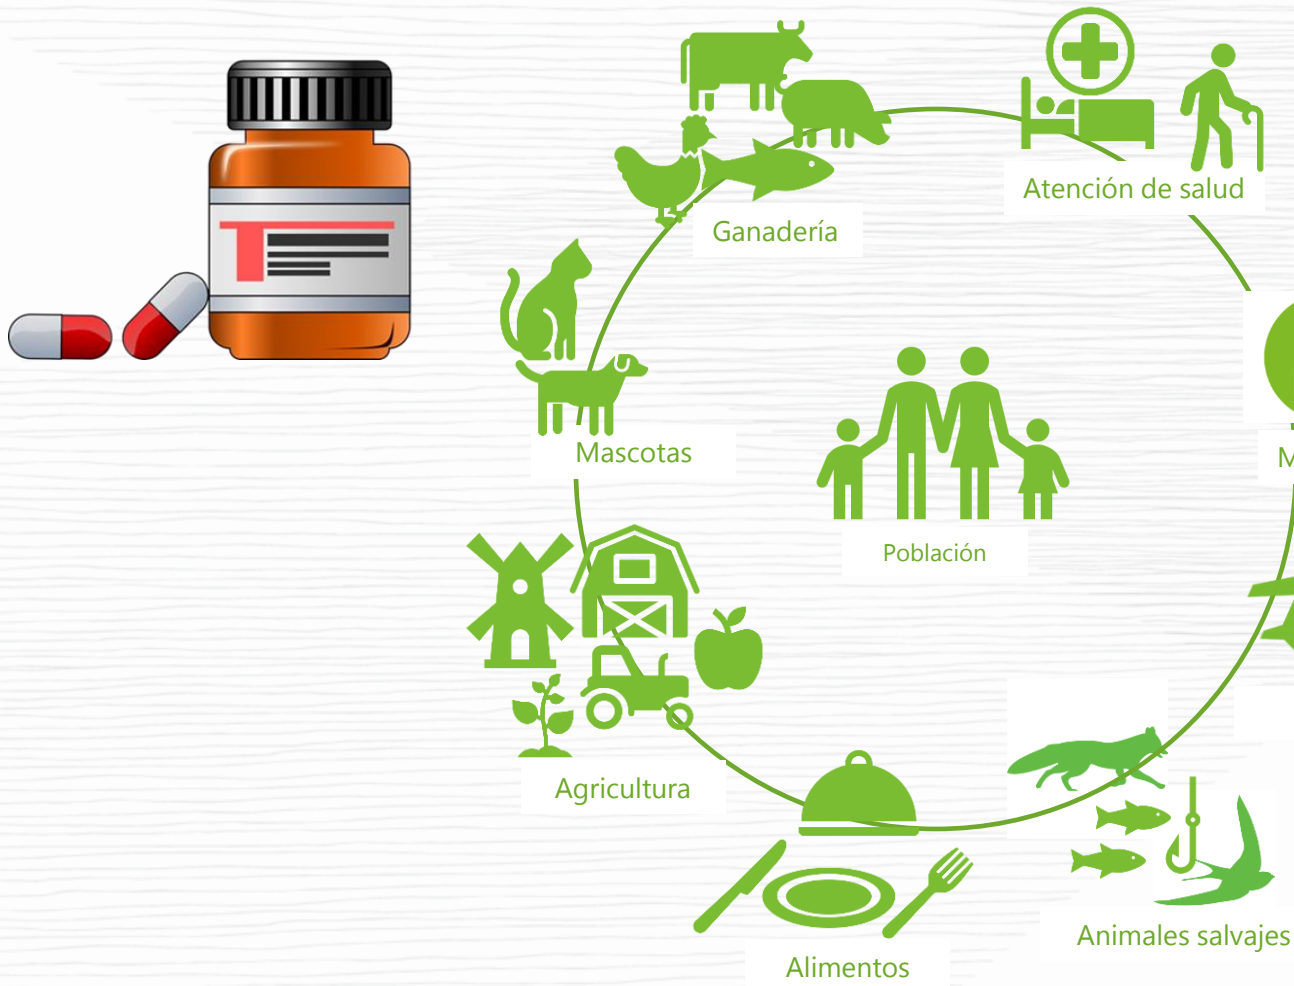 Atención de salud
Ganadería
Mascotas
Población
Agricultura
Animales salvajes
Alimentos